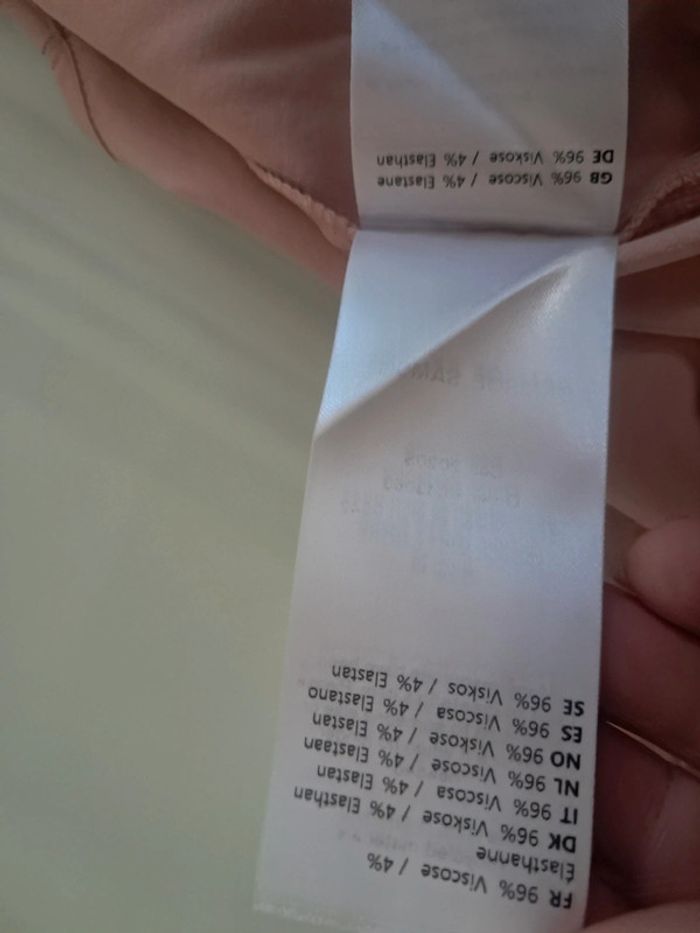 FR 96% Viscose / 4%
Élasthanne
DK 96% Viskose / 4% Elasthan
IT 96% Viscosa / 4% Elastan
NL 96% Viscose / 4% Elastaan
NO 96% Viskose / 4% Elastan
ES 96% Viscosa / 4% Elastano
SE 96% Viskos / 4% Elastan
GB 96% Viscose / 4% Elastane
DE 96% Viskose / 4% Elasthan